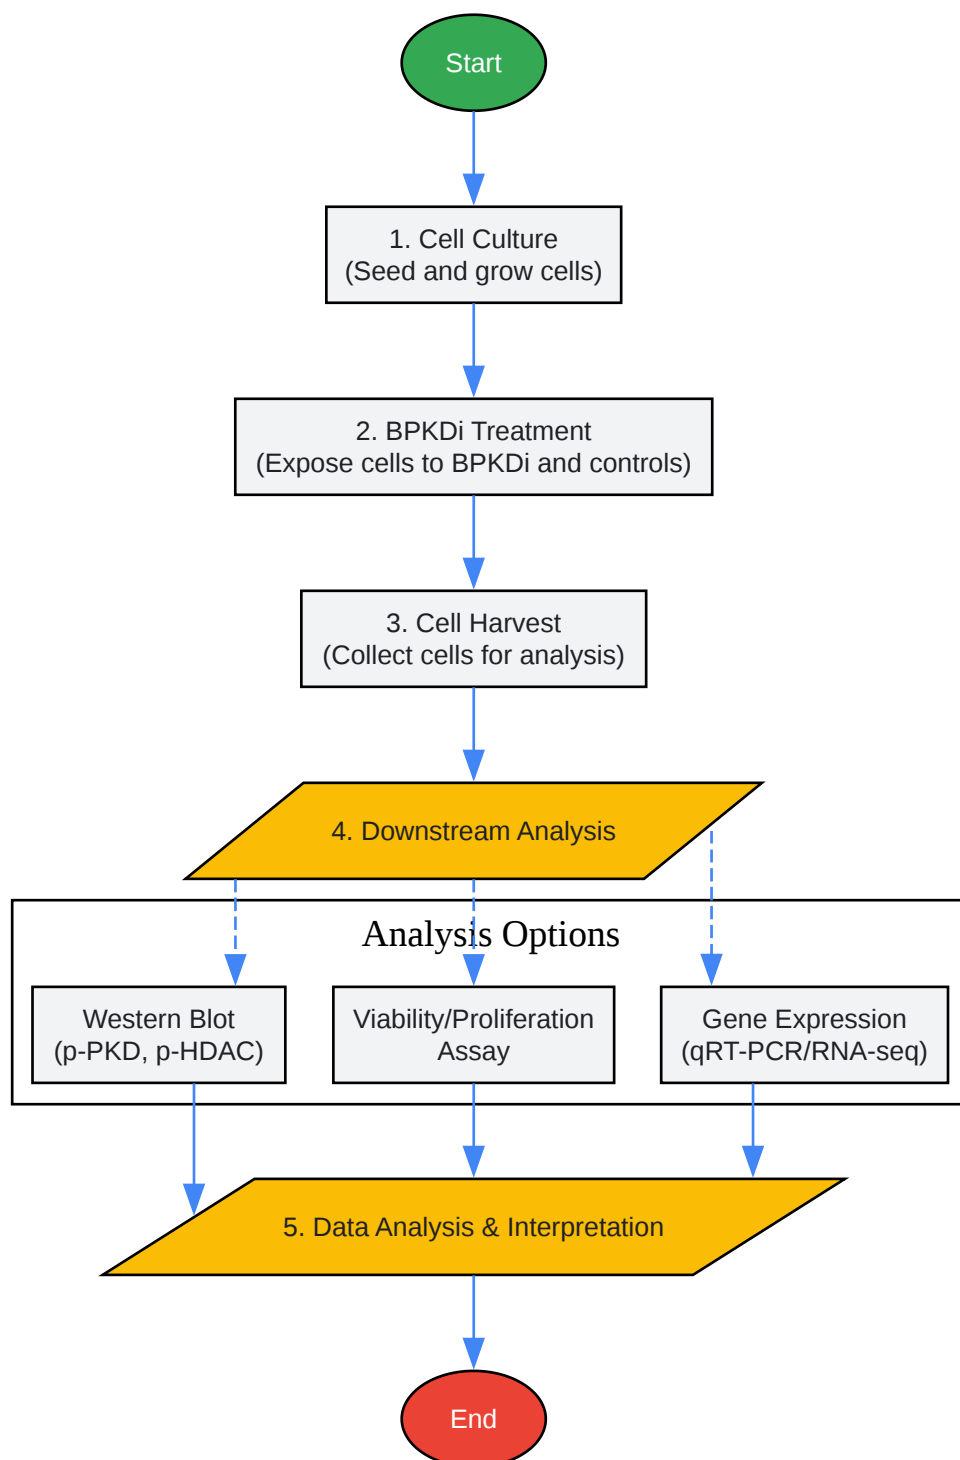 Start
1. Cell Culture
(Seed and grow cells)
2. BPKDi Treatment
(Expose cells to BPKDi and controls)
3. Cell Harvest
(Collect cells for analysis)
4. Downstream Analysis
Analysis Options
Western Blot
(p-PKD, p-HDAC)
Viability/Proliferation
Assay
Gene Expression
(qRT-PCR/RNA-seq)
5. Data Analysis & Interpretation
End